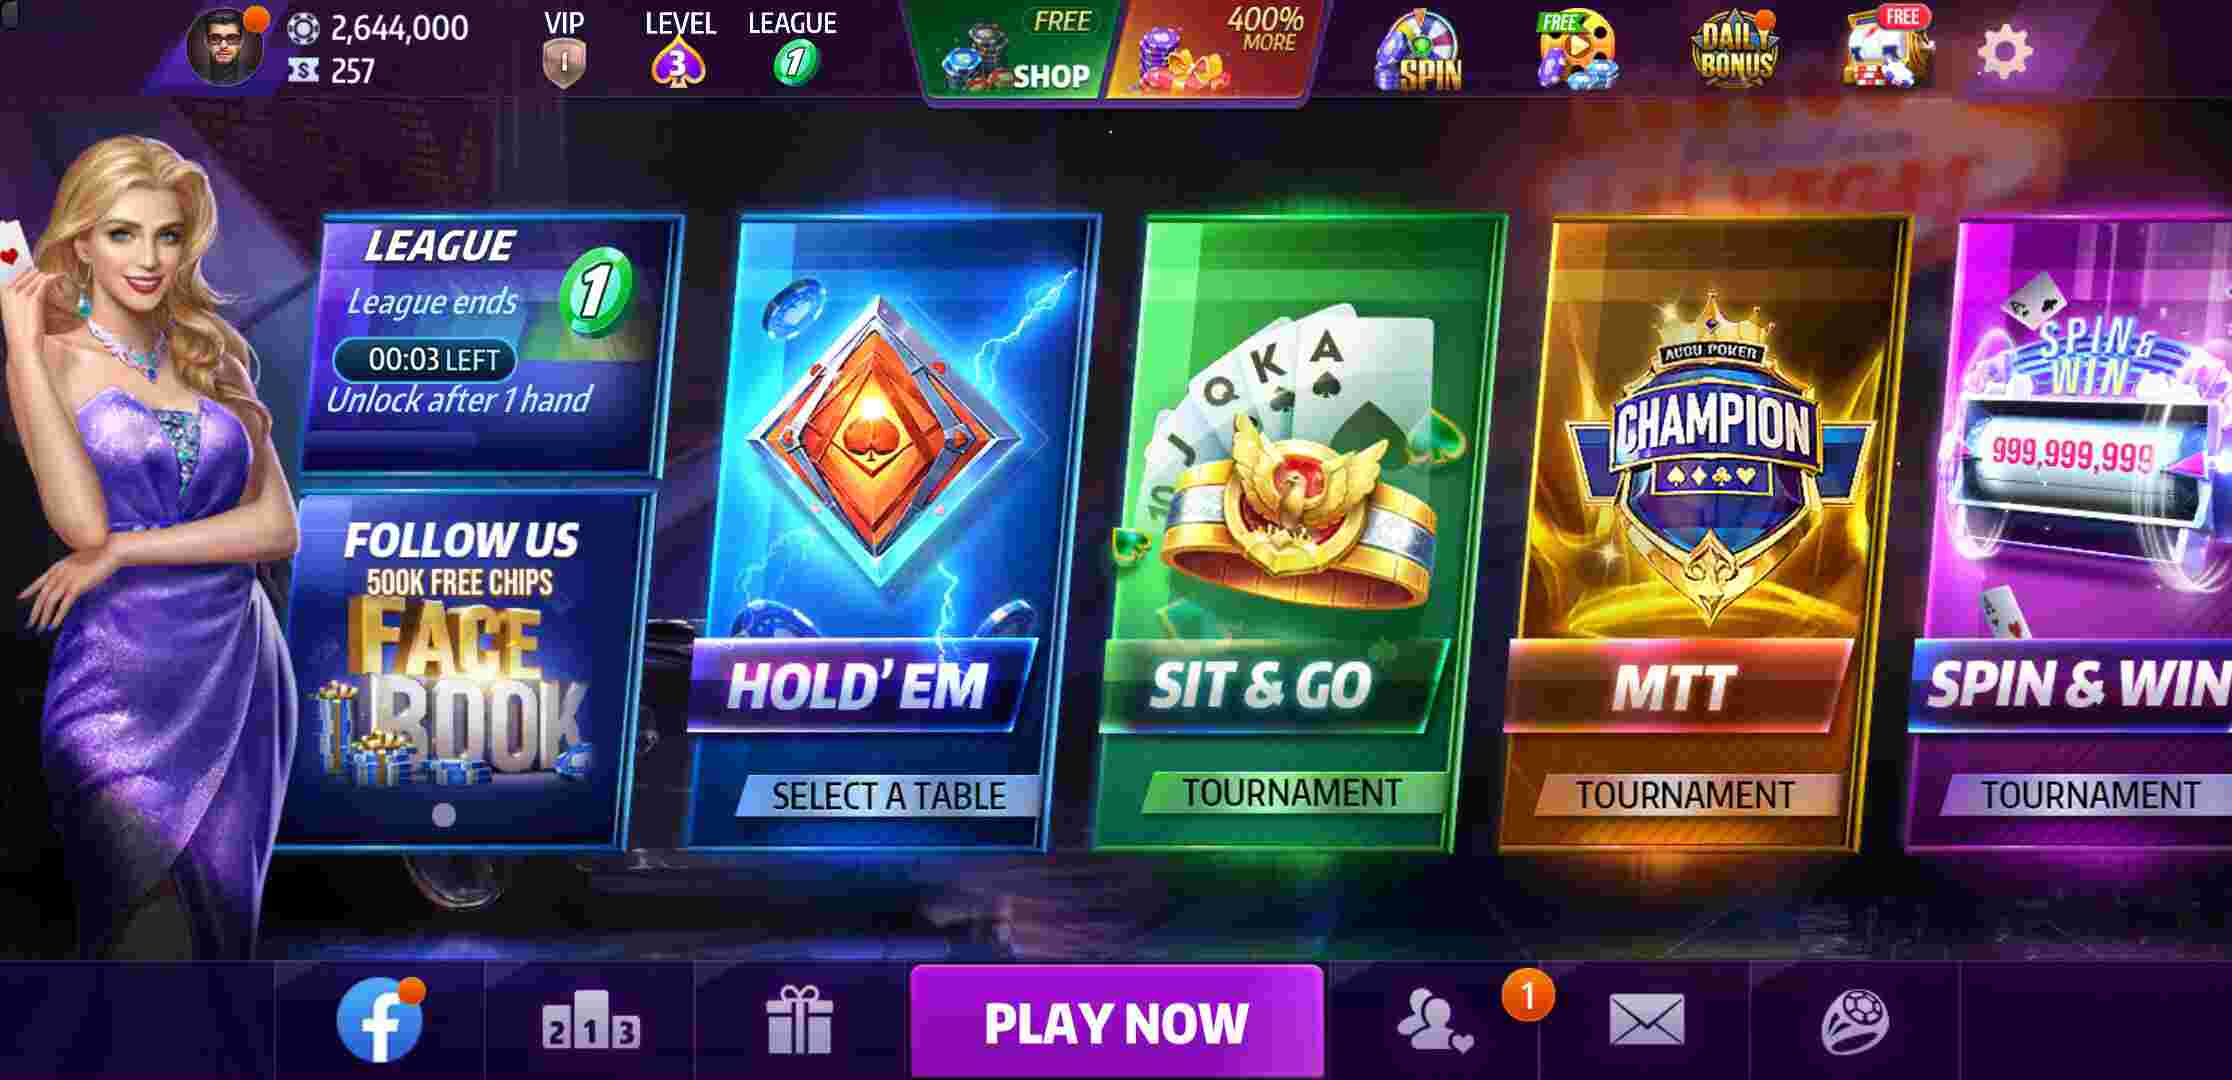 2,644,000
257
VIP
1
LEVEL
3
LEAGUE
1
FREE
SHOP
400%
MORE
SPIN
FREE
DAILY
BONUS
FREE
LEAGUE
1
League ends
00:03 LEFT
Unlock after 1 hand
FOLLOW US
500K FREE CHIPS
FACE
BOOK
HOLD'EM
SELECT A TABLE
A
K
Q
J
10
SIT & GO
TOURNAMENT
CHAMPION
MTT
TOURNAMENT
SPIN &
WIN
999,999,999
SPIN & WIN
TOURNAMENT
f
2 1 3
PLAY NOW
1